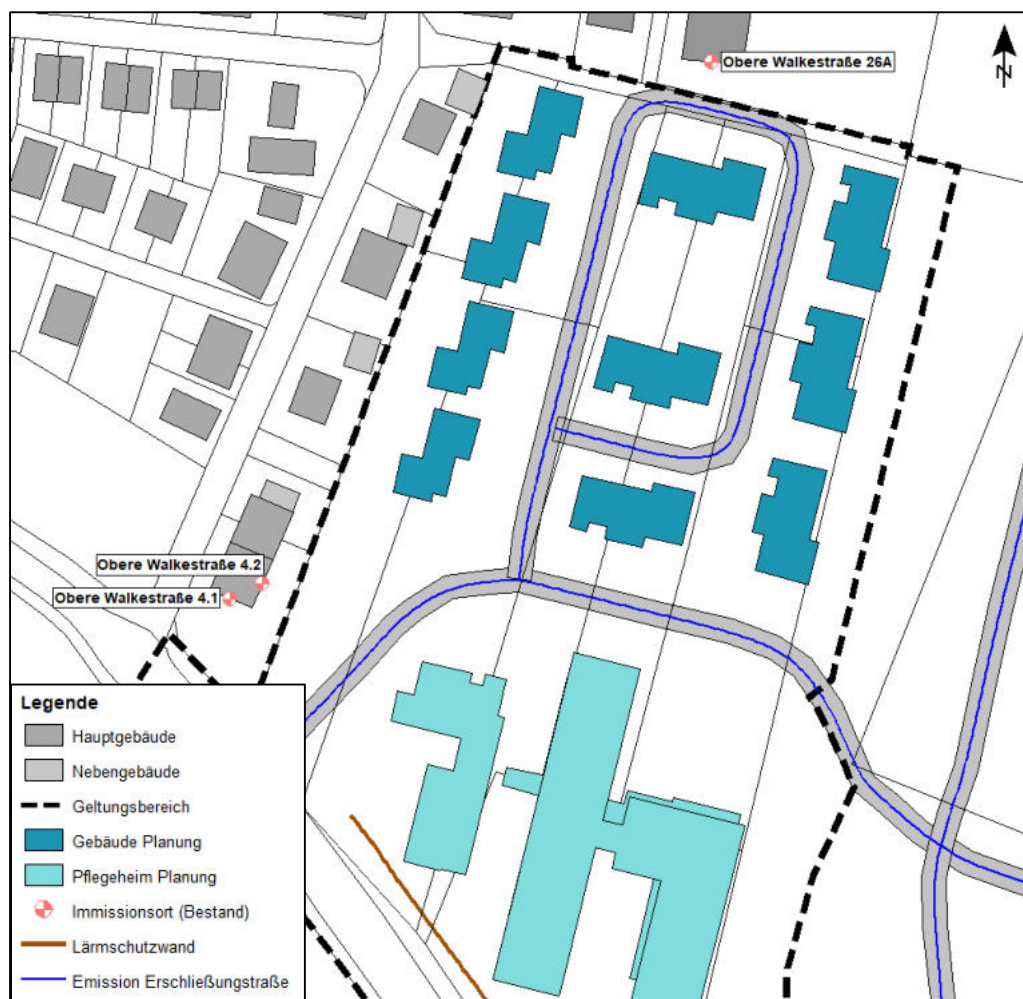 N
Obere Walkestraße 26A
Obere Walkestraße 4.2
Obere Walkestraße 4.1
Legende
Hauptgebäude
Nebengebäude
Geltungsbereich
Gebäude Planung
Pflegeheim Planung
Immissionsort (Bestand)
Lärmschutzwand
Emission Erschließungstraße